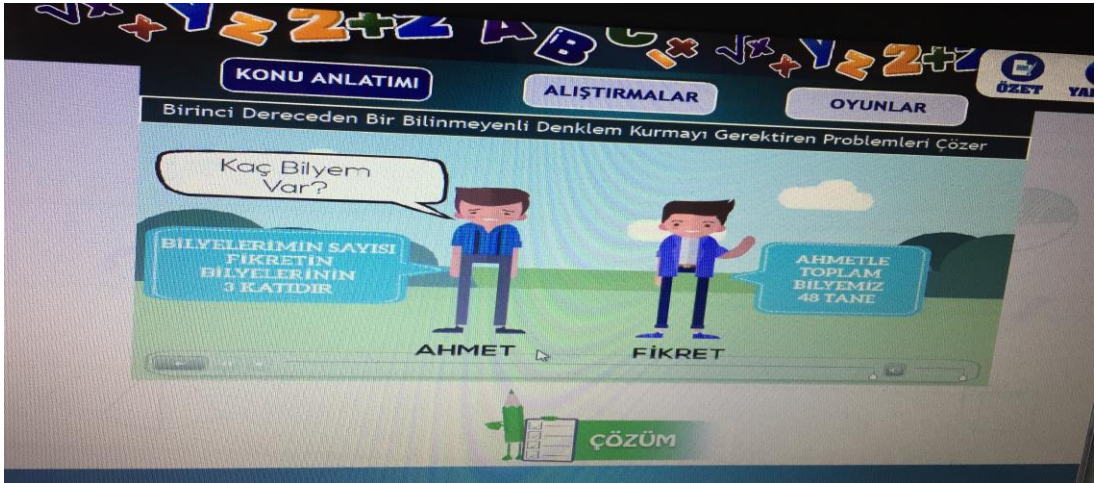 KONU ANLATIMI
ALIŞTIRMALAR
OYUNLAR
ÖZET
Birinci Dereceden Bir Bilinmeyenli Denklem Kurmayı Gerektiren Problemleri Çözer
Kaç Bilyem
Var?
BİLYELERİMİN SAYISI
FİKRETİN
BİLYELERİNİN
3 KATIDIR
AHMETLE
TOPLAM
BİLYEMİZ
48 TANE
AHMET
FİKRET
ÇÖZÜM